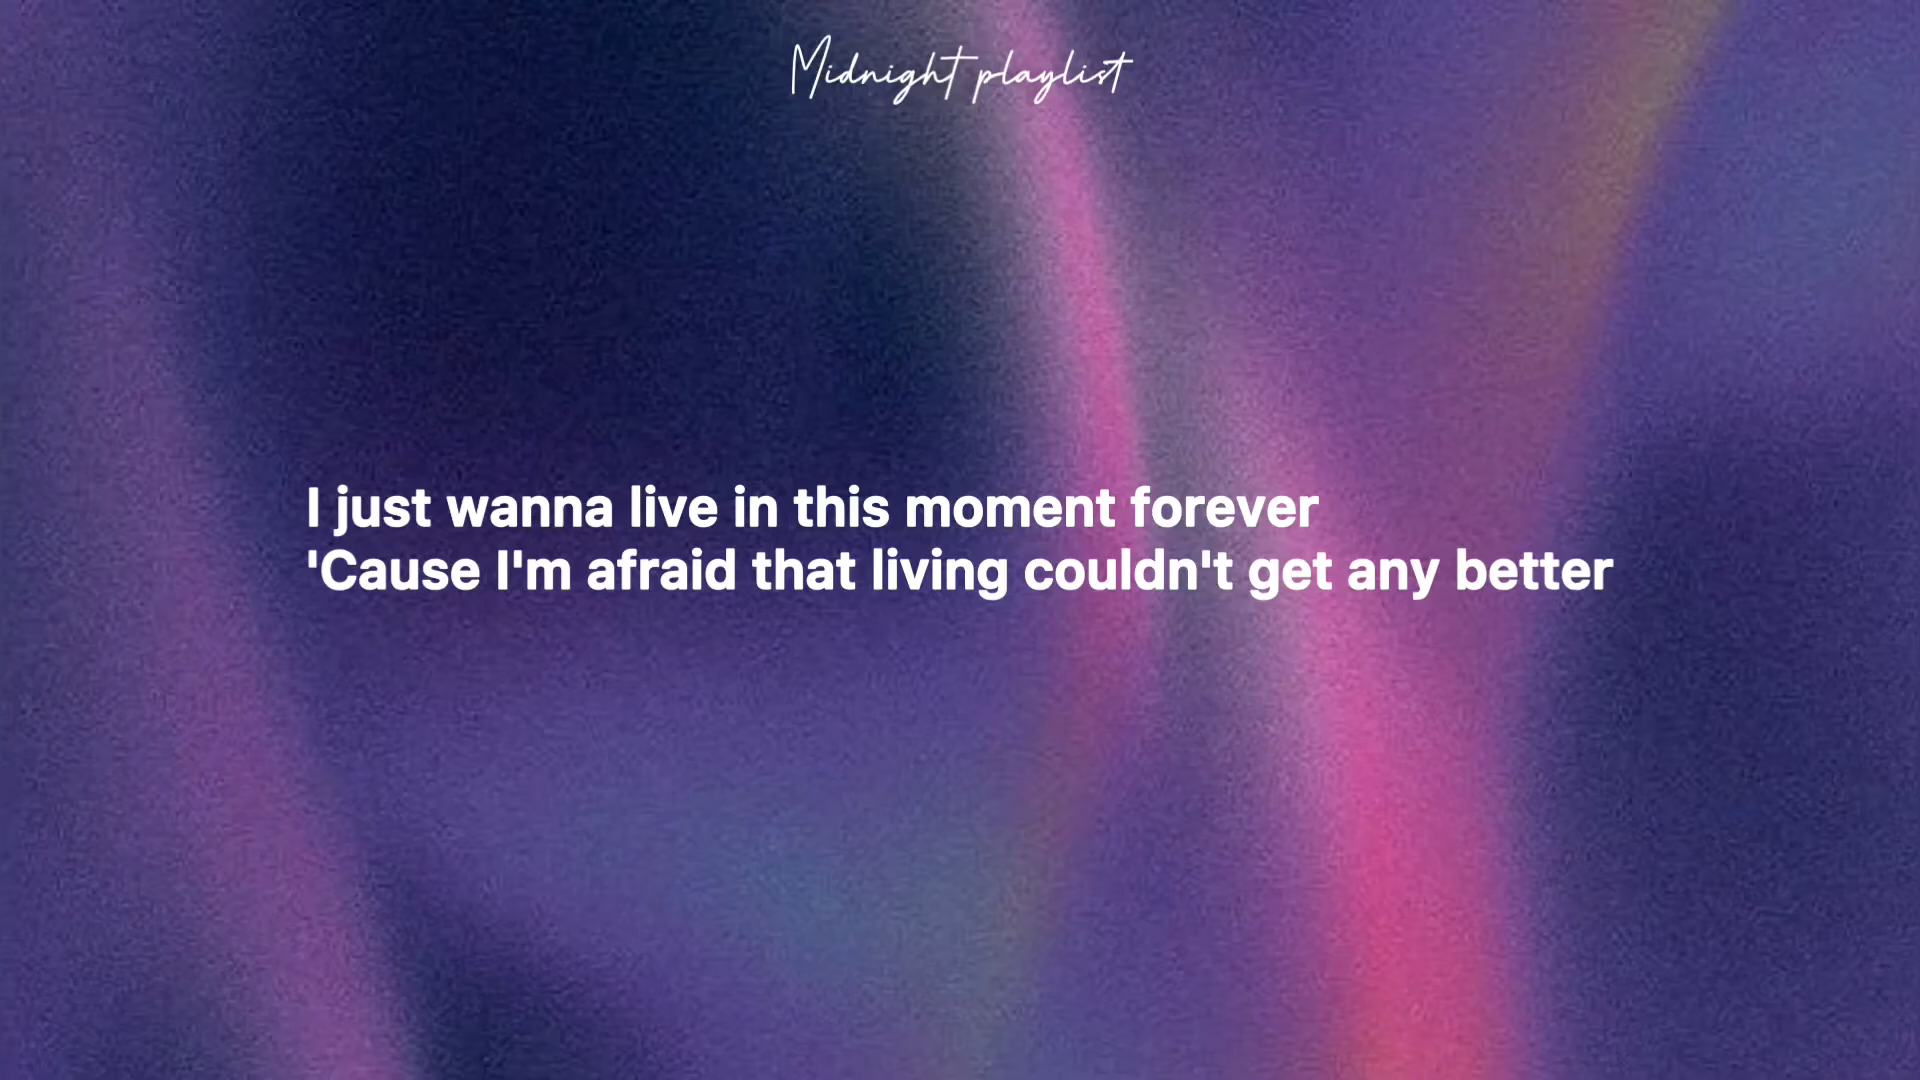 Midnight playlist
I just wanna live in this moment forever
'Cause I'm afraid that living couldn't get any better